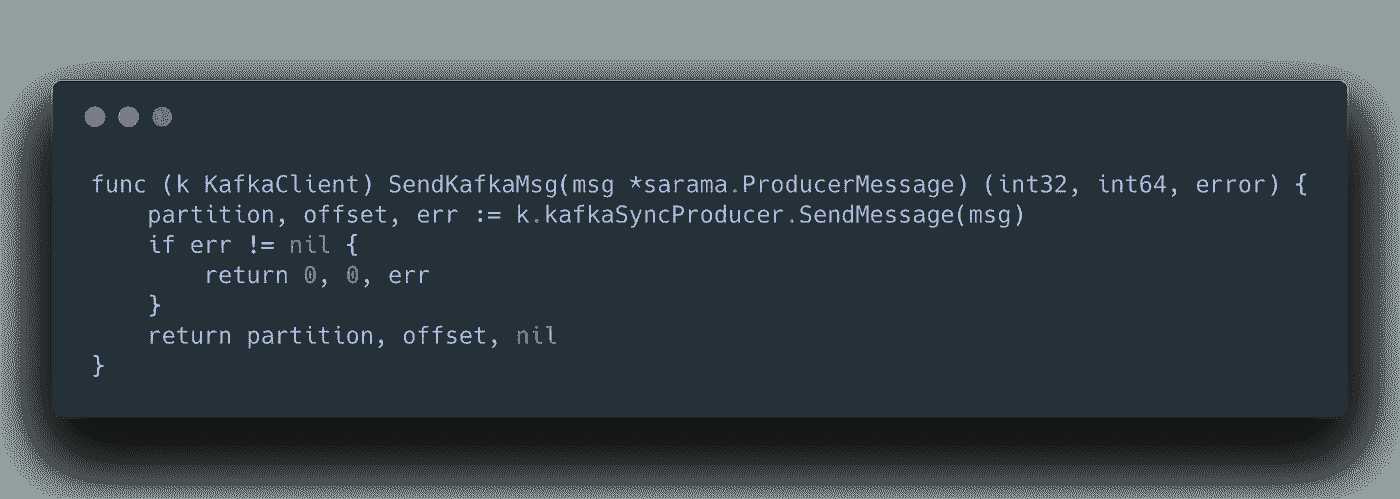 func (k KafkaClient) SendKafkaMsg(msg *sarama.ProducerMessage) (int32, int64, error) {
    partition, offset, err := k.kafkaSyncProducer.SendMessage(msg)
    if err != nil {
        return 0, 0, err
    }
    return partition, offset, nil
}